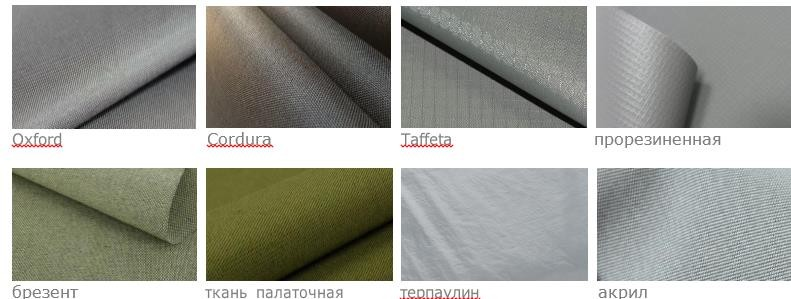 Oxford
Cordura
Taffeta
прорезиненная
брезент
ткань палаточная
терпаулин
акрил